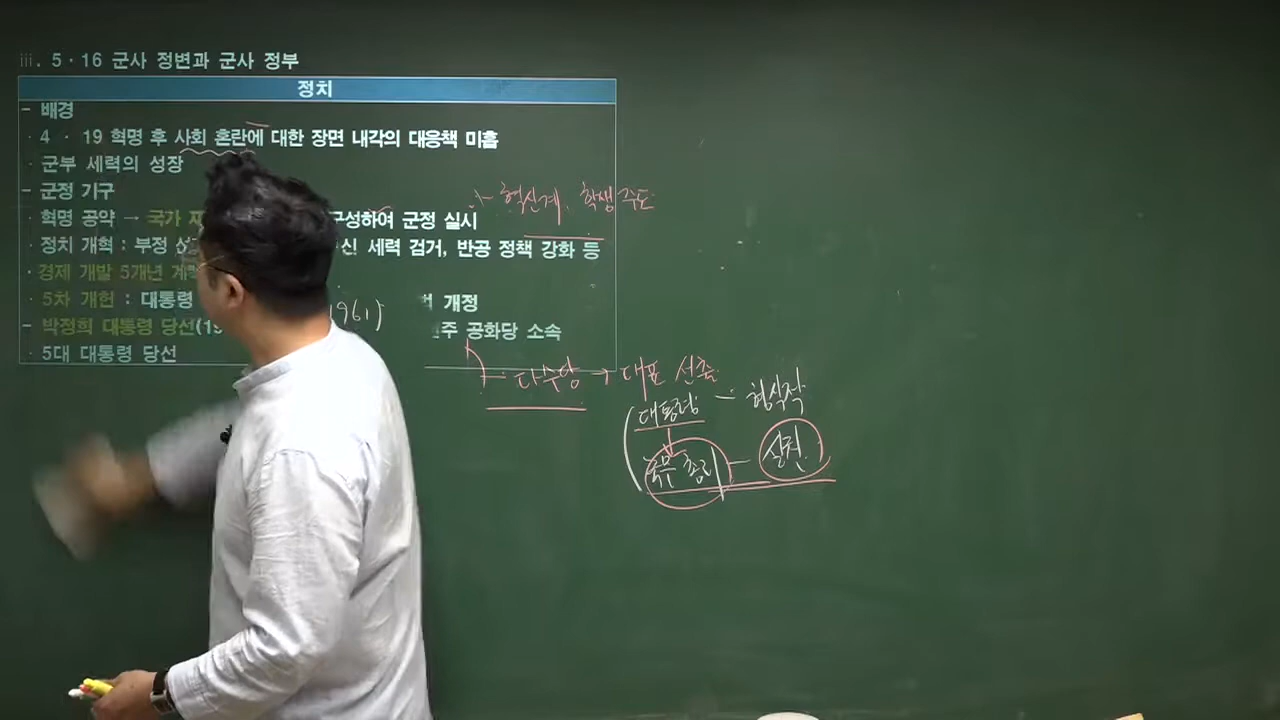 iii. 5·16 군사 정변과 군사 정부
정치
- 배경
· 4 · 19 혁명 후 사회 혼란에 대한 장면 내각의 대응책 미흡
· 군부 세력의 성장
- 군정 기구
∴ 혁신계, 학생 주도
· 혁명 공약 → 국가 구성하여 군정 실시
· 정치 개혁 : 부정 신 세력 검거, 반공 정책 강화 등
· 경제 개발 5개년 계획
· 5차 개헌 : 대통령 개정
1961)
- 박정희 대통령 당선(19 공화당 소속
· 5대 대통령 당선
다수당 → 대표 선출
대통령 - 형식적
국무 총리 - 실권